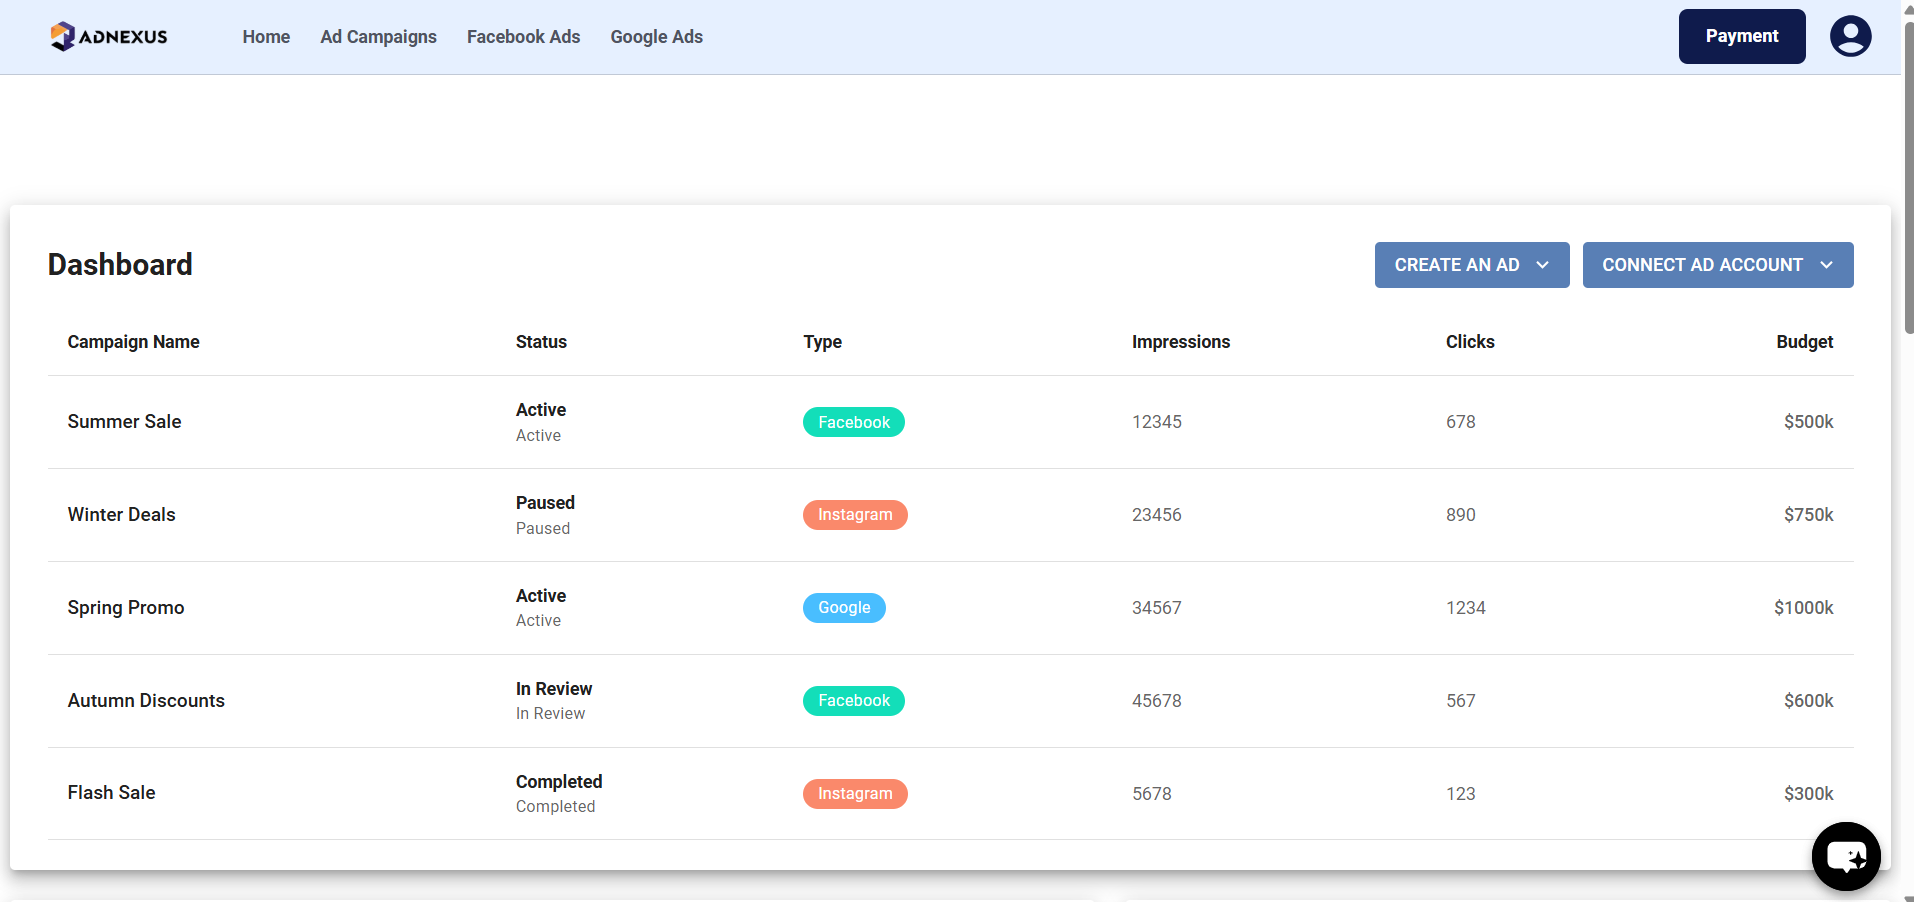 ADNEXUS Home Ad Campaigns Facebook Ads Google Ads Payment
Dashboard CREATE AN AD CONNECT AD ACCOUNT
Campaign Name Status Type Impressions Clicks Budget
Summer Sale Active Facebook 12345 678 $500k
Active
Winter Deals Paused Instagram 23456 890 $750k
Paused
Spring Promo Active Google 34567 1234 $1000k
Active
Autumn Discounts In Review Facebook 45678 567 $600k
In Review
Flash Sale Completed Instagram 5678 123 $300k
Completed